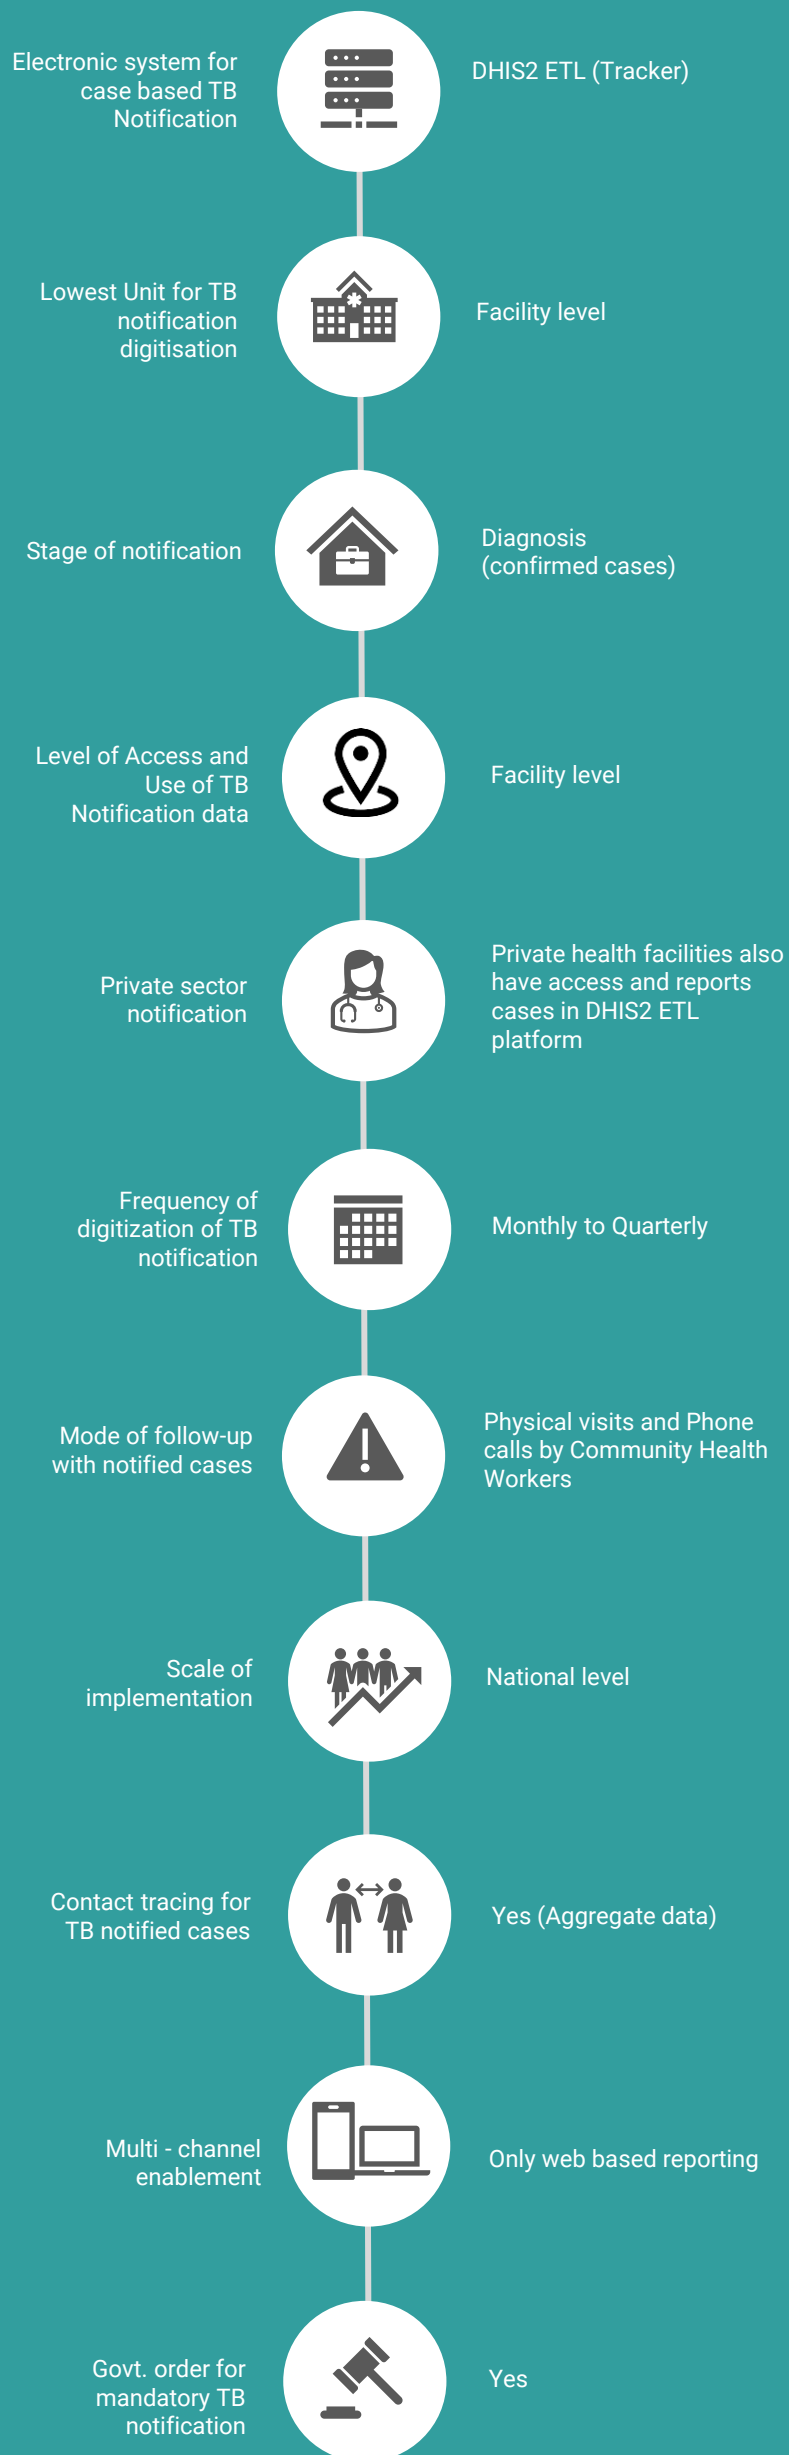 Electronic system for
case based TB
Notification
DHIS2 ETL (Tracker)
Lowest Unit for TB
notification
digitisation
Facility level
Stage of notification
Diagnosis
(confirmed cases)
Level of Access and
Use of TB
Notification data
Facility level
Private sector
notification
Private health facilities also
have access and reports
cases in DHIS2 ETL
platform
Frequency of
digitization of TB
notification
Monthly to Quarterly
Mode of follow-up
with notified cases
Physical visits and Phone
calls by Community Health
Workers
Scale of
implementation
National level
Contact tracing for
TB notified cases
Yes (Aggregate data)
Multi - channel
enablement
Only web based reporting
Govt. order for
mandatory TB
notification
Yes